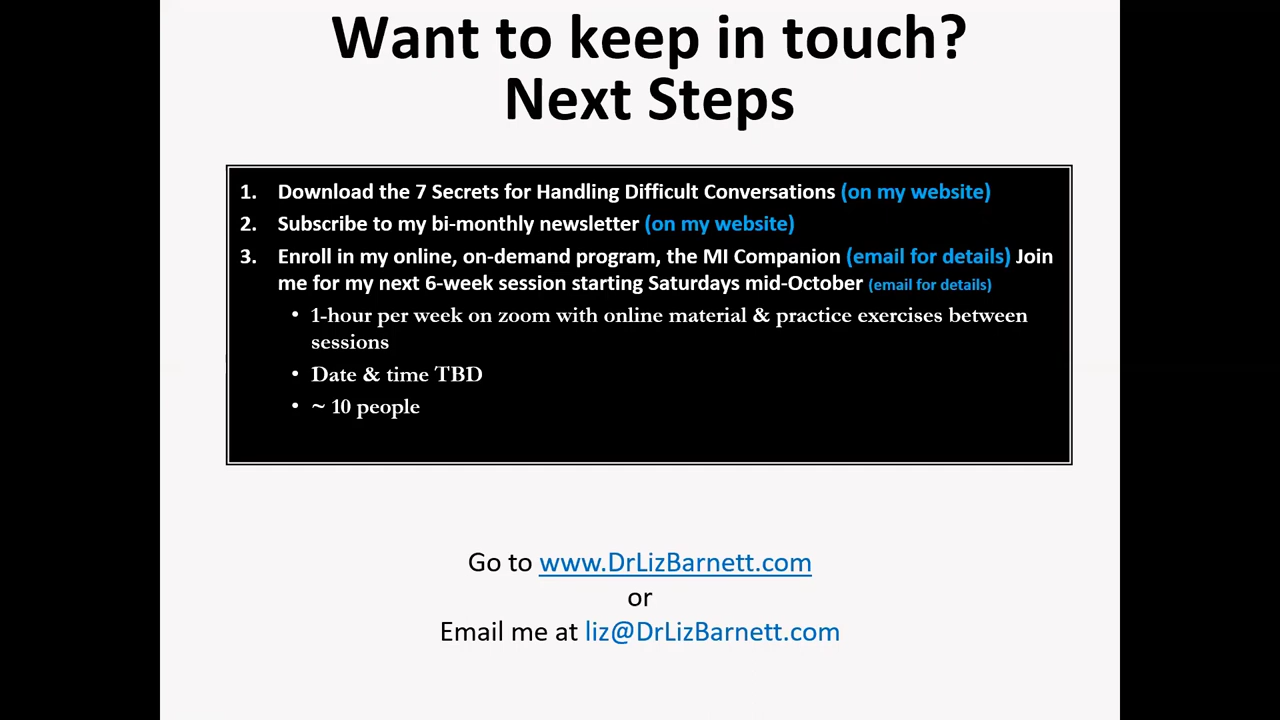 Want to keep in touch?
Next Steps
1. Download the 7 Secrets for Handling Difficult Conversations (on my website)
2. Subscribe to my bi-monthly newsletter (on my website)
3. Enroll in my online, on-demand program, the MI Companion (email for details) Join
me for my next 6-week session starting Saturdays mid-October (email for details)
• 1-hour per week on zoom with online material & practice exercises between
sessions
• Date & time TBD
• ~ 10 people
Go to www.DrLizBarnett.com
or
Email me at liz@DrLizBarnett.com